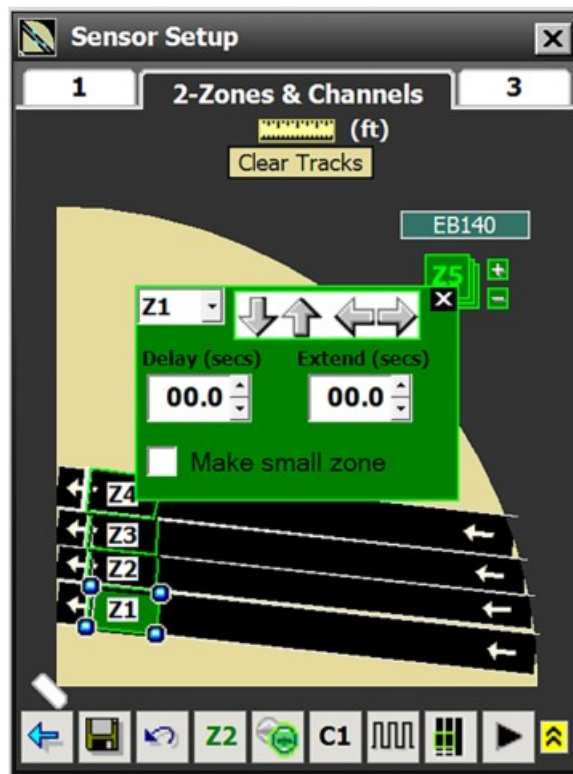 Sensor Setup
1
2-Zones & Channels
3
(ft)
Clear Tracks
EB140
Z5
Z1
Delay (secs) Extend (secs)
00.0 00.0
Make small zone
Z4
Z3
Z2
Z1
Z2 C1